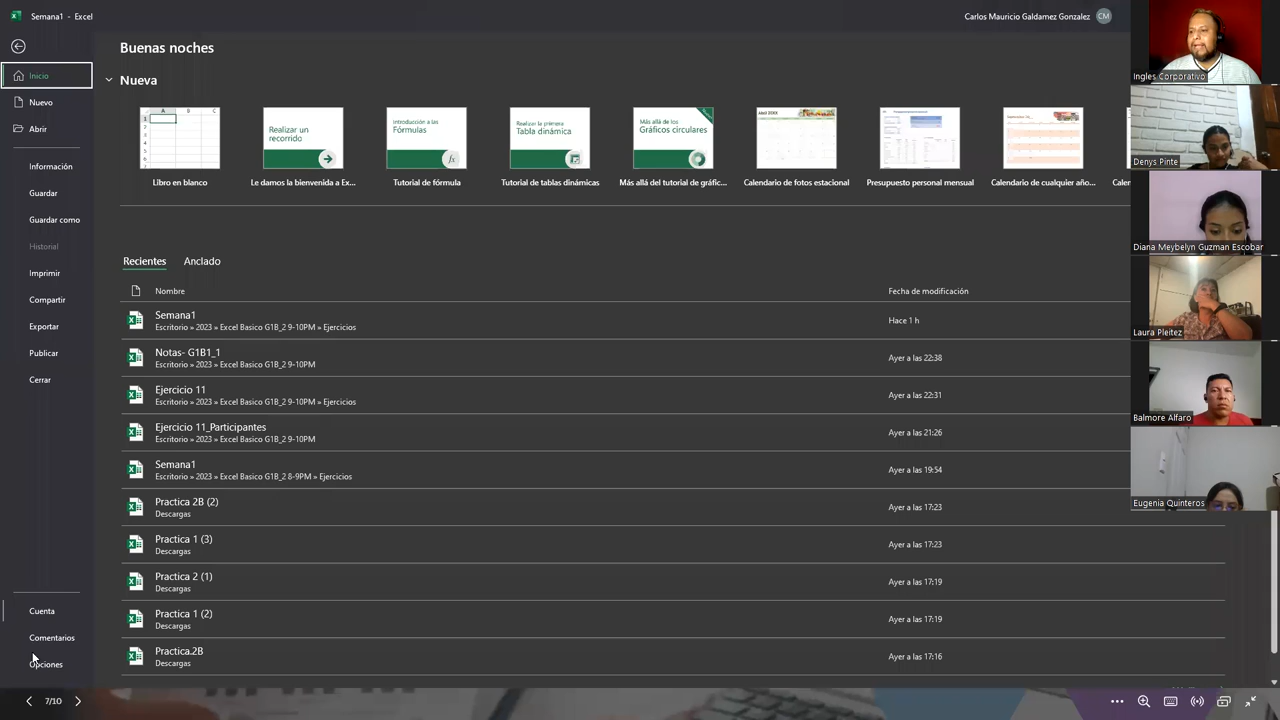 Semana1 - Excel
Carlos Mauricio Galdamez Gonzalez CM
Inicio
Nuevo
Abrir
Información
Guardar
Guardar como
Historial
Imprimir
Compartir
Exportar
Publicar
Cerrar
Cuenta
Comentarios
Opciones
Buenas noches
Nueva
A B C
1
2
3
4
5
6
Realizar un
recorrido
Introducción a las
Fórmulas
fx
Realizar la primera
Tabla dinámica
Más allá de los
Gráficos circulares
Libro en blanco
Le damos la bienvenida a Ex...
Tutorial de fórmula
Tutorial de tablas dinámicas
Más allá del tutorial de gráfic...
Calendario de fotos estacional
Presupuesto personal mensual
Calendario de cualquier año...
Recientes Anclado
Nombre Fecha de modificación
Semana1
Escritorio » 2023 » Excel Basico G1B_2 9-10PM » Ejercicios
Hace 1 h
Notas- G1B1_1
Escritorio » 2023 » Excel Basico G1B_2 9-10PM
Ayer a las 22:38
Ejercicio 11
Escritorio » 2023 » Excel Basico G1B_2 9-10PM » Ejercicios
Ayer a las 22:31
Ejercicio 11_Participantes
Escritorio » 2023 » Excel Basico G1B_2 9-10PM
Ayer a las 21:26
Semana1
Escritorio » 2023 » Excel Basico G1B_2 8-9PM » Ejercicios
Ayer a las 19:54
Practica 2B (2)
Descargas
Ayer a las 17:23
Practica 1 (3)
Descargas
Ayer a las 17:23
Practica 2 (1)
Descargas
Ayer a las 17:19
Practica 1 (2)
Descargas
Ayer a las 17:19
Practica.2B
Descargas
Ayer a las 17:16
7/10
Ingles Corporativo
Denys Pinte
Diana Meybelyn Guzman Escobar
Laura Pleitez
Balmore Alfaro
Eugenia Quinteros